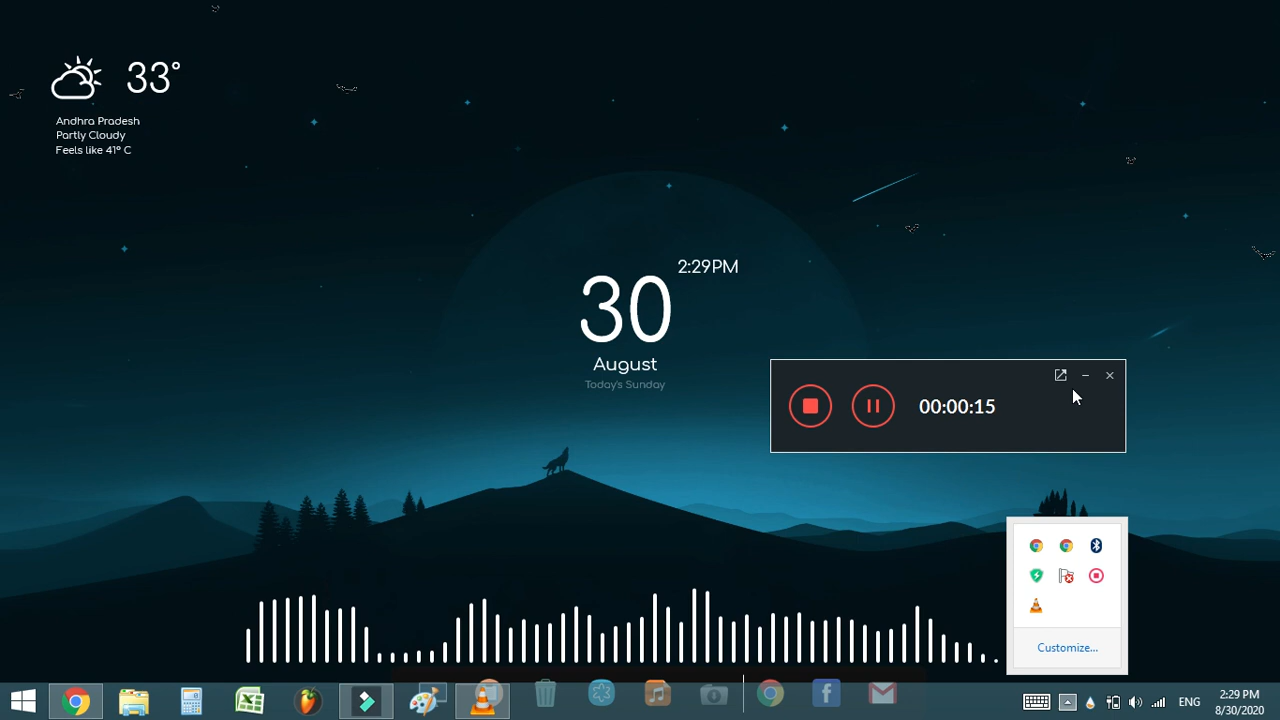 33°
Andhra Pradesh
Partly Cloudy
Feels like 41° C
2:29PM
30
August
Today's Sunday
00:00:15
Customize...
ENG
2:29 PM
8/30/2020